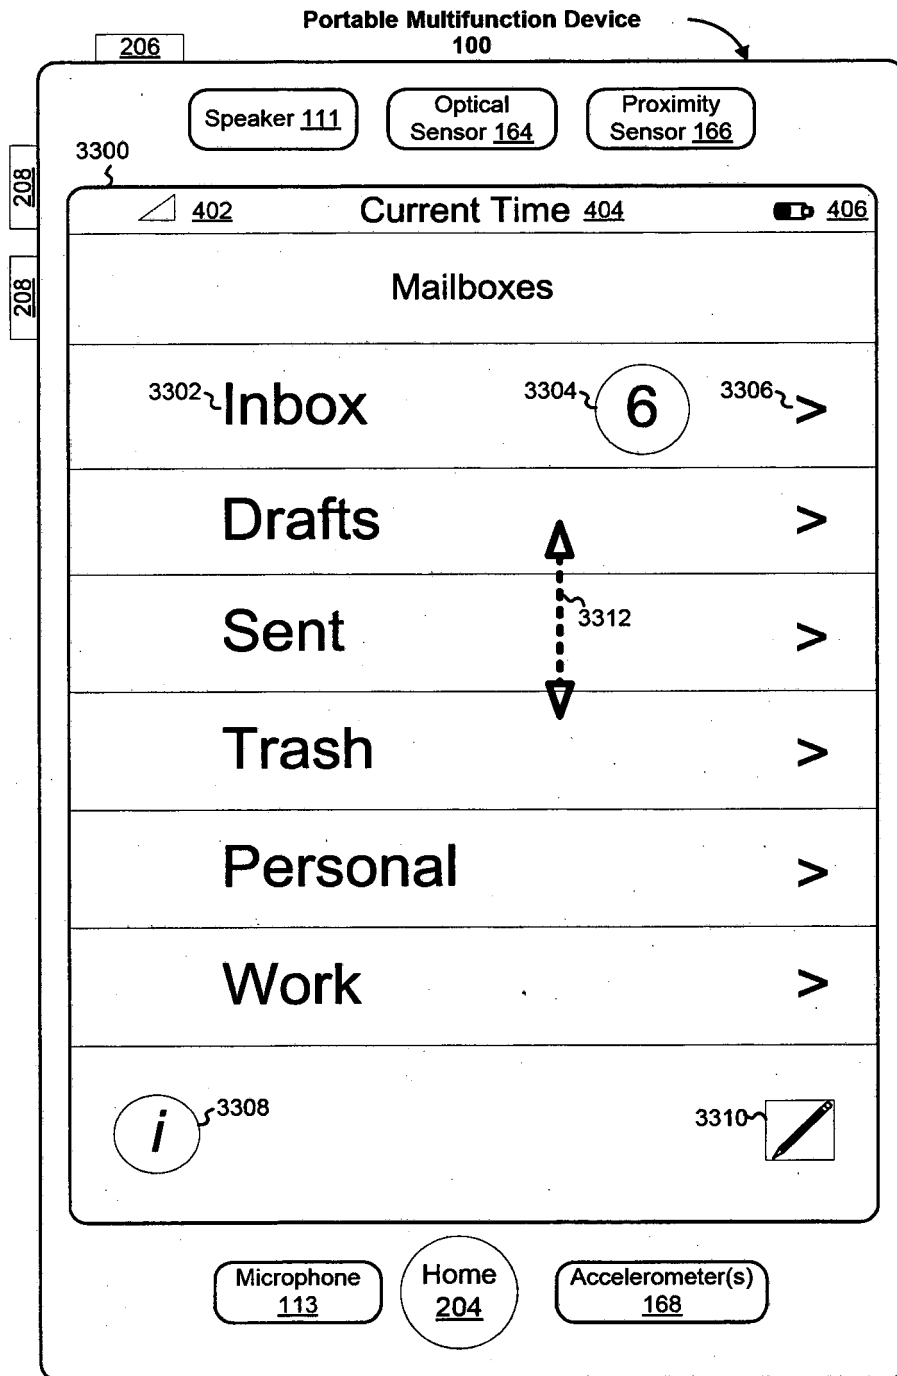 Portable Multifunction Device
100
206
Speaker 111
Optical
Sensor 164
Proximity
Sensor 166
3300
208
208
402
Current Time 404
406
Mailboxes
3302
Inbox
3304
6
3306
>
Drafts
>
3312
Sent
>
Trash
>
Personal
>
Work
>
i
3308
3310
Microphone
113
Home
204
Accelerometer(s)
168